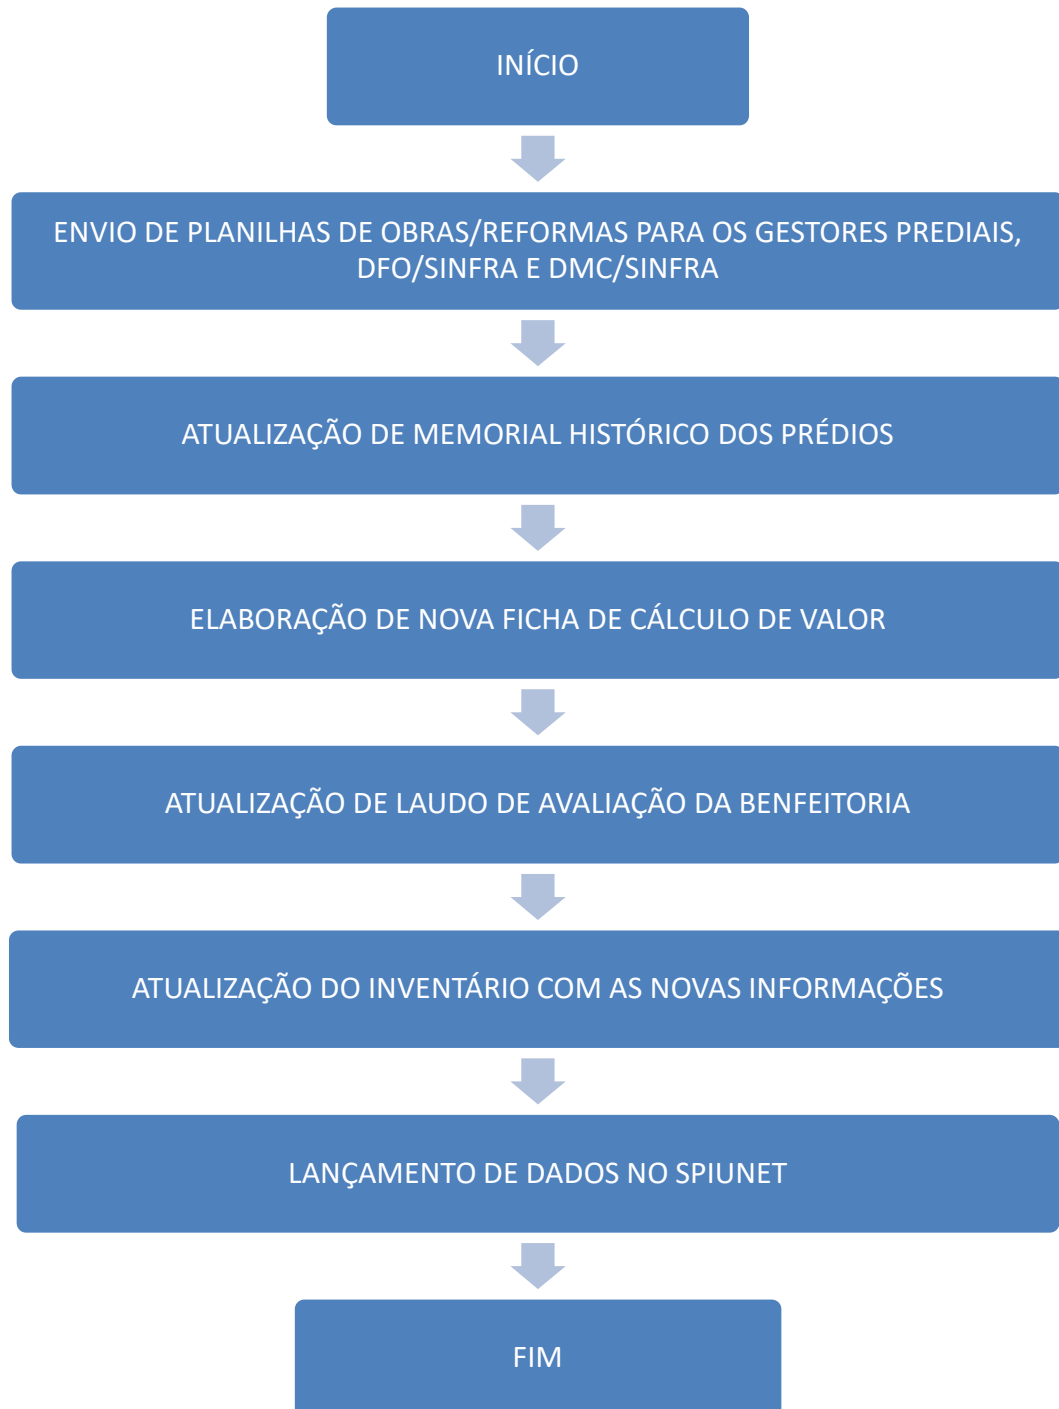 INÍCIO
ENVIO DE PLANILHAS DE OBRAS/REFORMAS PARA OS GESTORES PREDIAIS,
DFO/SINFRA E DMC/SINFRA
ATUALIZAÇÃO DE MEMORIAL HISTÓRICO DOS PRÉDIOS
ELABORAÇÃO DE NOVA FICHA DE CÁLCULO DE VALOR
ATUALIZAÇÃO DE LAUDO DE AVALIAÇÃO DA BENFEITORIA
ATUALIZAÇÃO DO INVENTÁRIO COM AS NOVAS INFORMAÇÕES
LANÇAMENTO DE DADOS NO SPIUNET
FIM